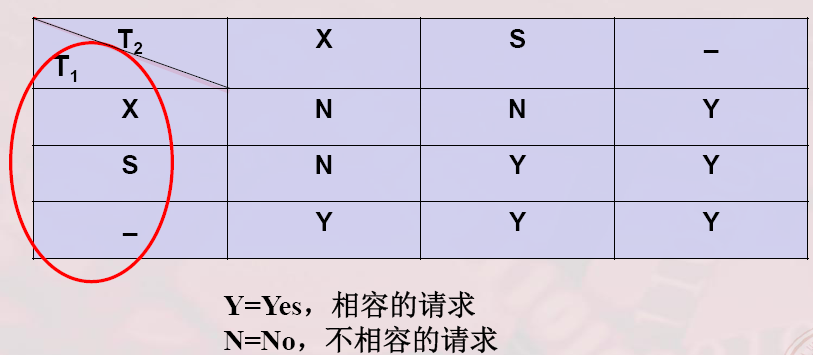 T₂ X S –
T₁
X N N Y
S N Y Y
– Y Y Y
Y=Yes，相容的请求
N=No，不相容的请求